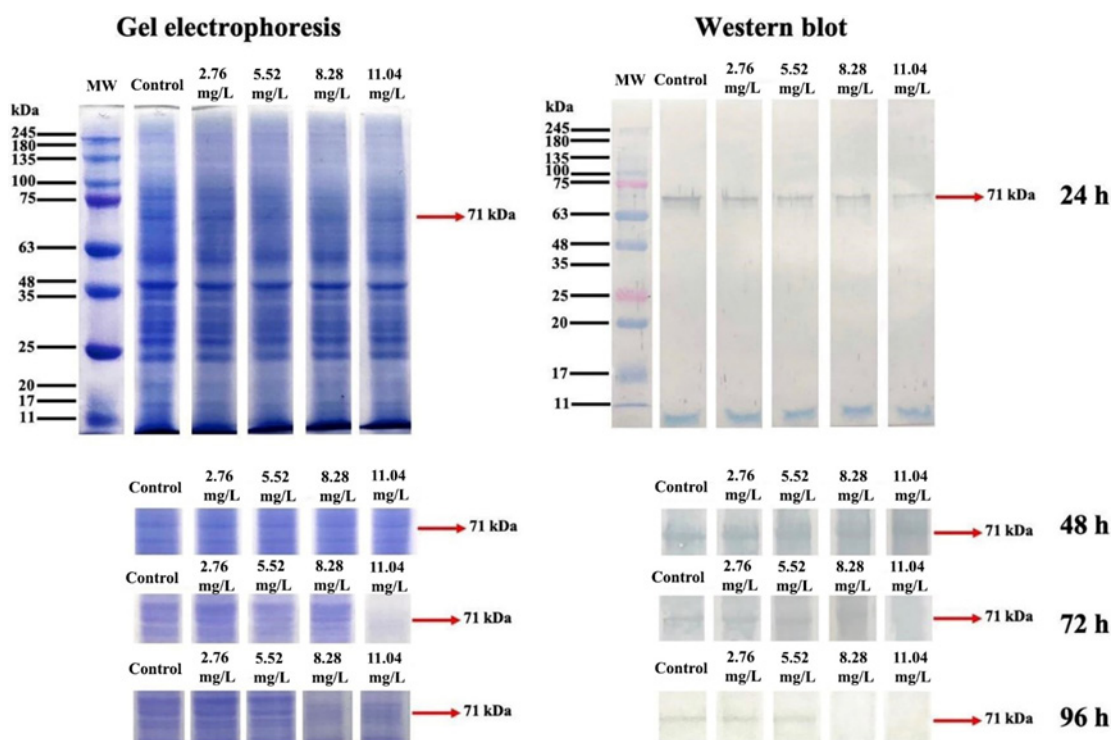 Gel electrophoresis
MW Control 2.76 mg/L 5.52 mg/L 8.28 mg/L 11.04 mg/L
kDa
245
180
135
100
75
71 kDa
63
48
35
25
20
17
11
Western blot
MW Control 2.76 mg/L 5.52 mg/L 8.28 mg/L 11.04 mg/L
kDa
245
180
135
100
75
71 kDa 24 h
63
48
35
25
20
17
11
Control 2.76 mg/L 5.52 mg/L 8.28 mg/L 11.04 mg/L
71 kDa
Control 2.76 mg/L 5.52 mg/L 8.28 mg/L 11.04 mg/L
71 kDa 48 h
Control 2.76 mg/L 5.52 mg/L 8.28 mg/L 11.04 mg/L
71 kDa
Control 2.76 mg/L 5.52 mg/L 8.28 mg/L 11.04 mg/L
71 kDa 72 h
Control 2.76 mg/L 5.52 mg/L 8.28 mg/L 11.04 mg/L
71 kDa
Control 2.76 mg/L 5.52 mg/L 8.28 mg/L 11.04 mg/L
71 kDa 96 h